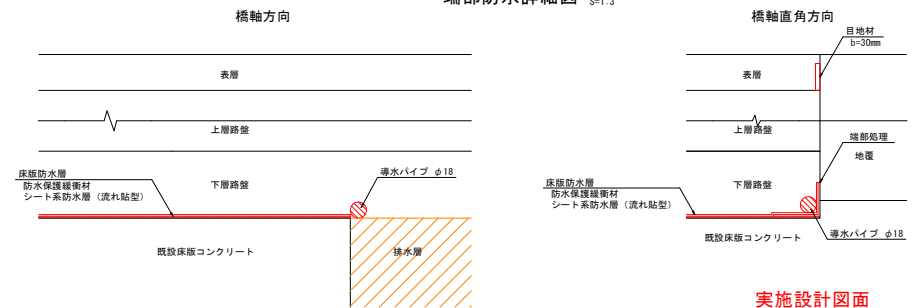 端部防水詳細図 S=1:3
橋軸方向
表層
上層路盤
床版防水層
防水保護緩衝材
シート系防水層（流れ貼型）
下層路盤
導水パイプ φ18
既設床版コンクリート
排水層
橋軸直角方向
目地材
b=30mm
表層
上層路盤
端部処理
地覆
床版防水層
防水保護緩衝材
シート系防水層（流れ貼型）
下層路盤
既設床版コンクリート
導水パイプ φ18
実施設計図面